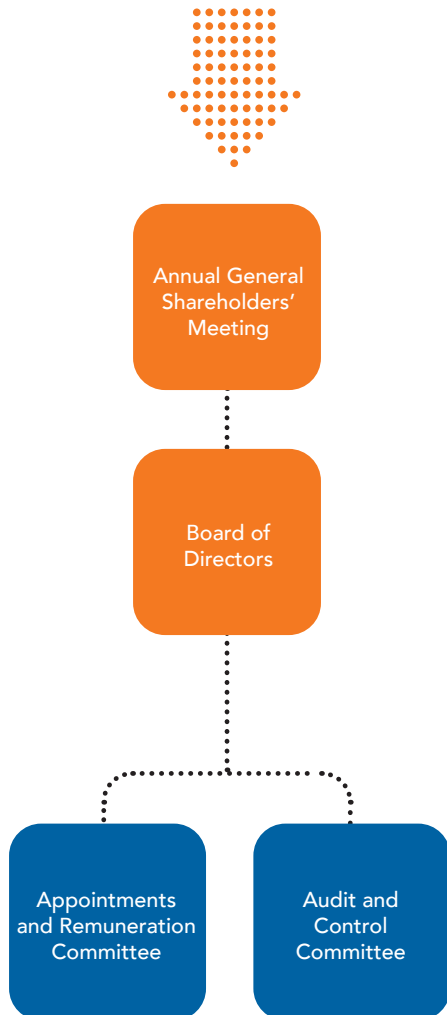 Annual General
Shareholders’
Meeting
Board of
Directors
Appointments
and Remuneration
Committee
Audit and
Control
Committee